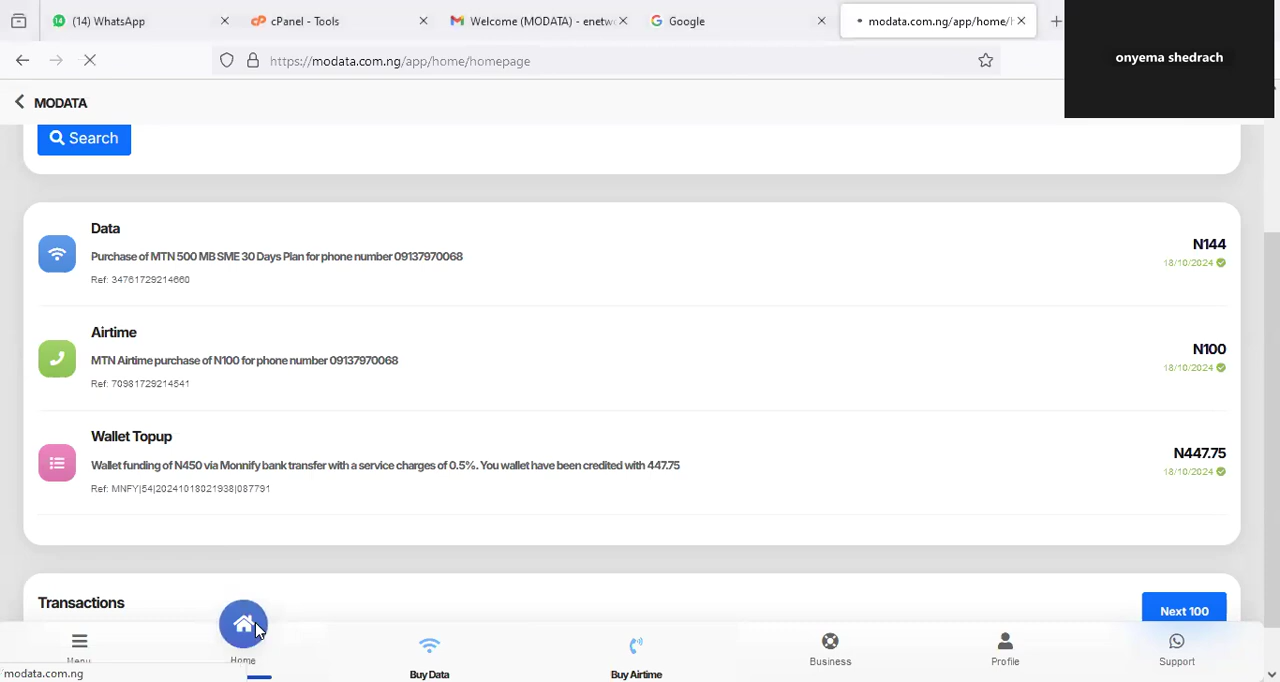 (14) WhatsApp
cPanel - Tools
Welcome (MODATA) - enetw
Google
modata.com.ng/app/home/h
https://modata.com.ng/app/home/homepage
onyema shedrach
MODATA
Search
Data
Purchase of MTN 500 MB SME 30 Days Plan for phone number 09137970068
Ref: 34761729214660
N144
18/10/2024
Airtime
MTN Airtime purchase of N100 for phone number 09137970068
Ref: 70981729214541
N100
18/10/2024
Wallet Topup
Wallet funding of N450 via Monnify bank transfer with a service charges of 0.5%. You wallet have been credited with 447.75
Ref: MNFY|54|20241018021938|087791
N447.75
18/10/2024
Transactions
Next 100
Menu
Home
Buy Data
Buy Airtime
Business
Profile
Support
modata.com.ng